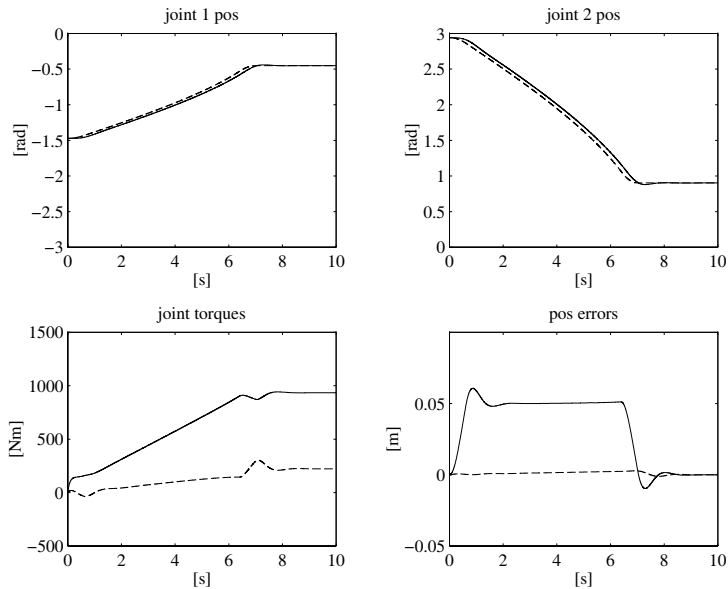 joint 1 pos
0
−0.5
−1
−1.5
−2
−2.5
−3
[rad]
0 2 4 6 8 10
[s]
joint 2 pos
3
2.5
2
1.5
1
0.5
0
[rad]
0 2 4 6 8 10
[s]
joint torques
1500
1000
500
0
−500
[Nm]
0 2 4 6 8 10
[s]
pos errors
0.05
0
−0.05
[m]
0 2 4 6 8 10
[s]